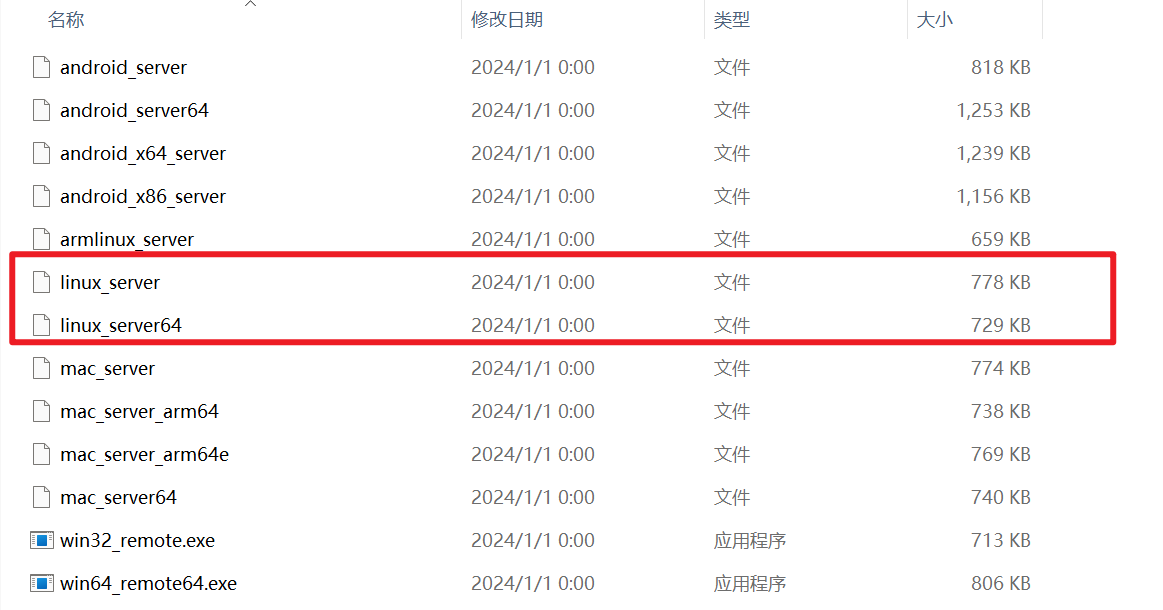 名称 修改日期 类型 大小
android_server 2024/1/1 0:00 文件 818 KB
android_server64 2024/1/1 0:00 文件 1,253 KB
android_x64_server 2024/1/1 0:00 文件 1,239 KB
android_x86_server 2024/1/1 0:00 文件 1,156 KB
armlinux_server 2024/1/1 0:00 文件 659 KB
linux_server 2024/1/1 0:00 文件 778 KB
linux_server64 2024/1/1 0:00 文件 729 KB
mac_server 2024/1/1 0:00 文件 774 KB
mac_server_arm64 2024/1/1 0:00 文件 738 KB
mac_server_arm64e 2024/1/1 0:00 文件 769 KB
mac_server64 2024/1/1 0:00 文件 740 KB
win32_remote.exe 2024/1/1 0:00 应用程序 713 KB
win64_remote64.exe 2024/1/1 0:00 应用程序 806 KB